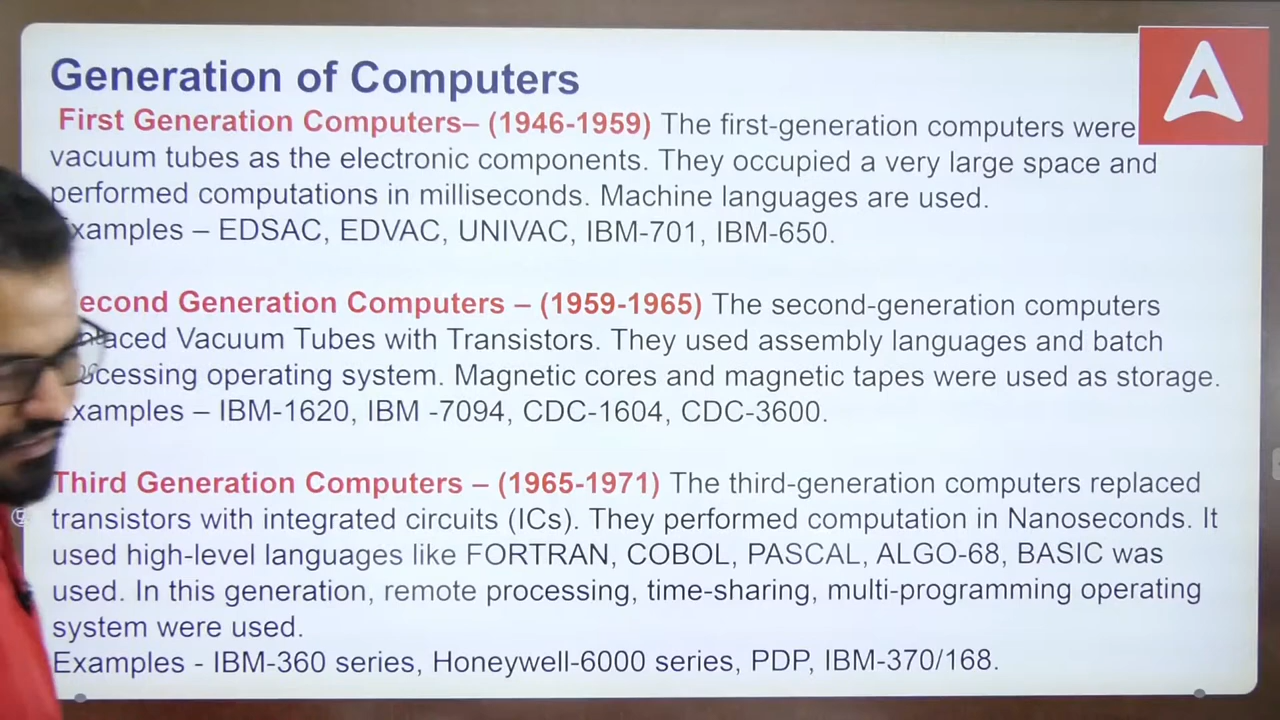 Generation of Computers
First Generation Computers– (1946-1959) The first-generation computers were
vacuum tubes as the electronic components. They occupied a very large space and
performed computations in milliseconds. Machine languages are used.
xamples – EDSAC, EDVAC, UNIVAC, IBM-701, IBM-650.
econd Generation Computers – (1959-1965) The second-generation computers
aced Vacuum Tubes with Transistors. They used assembly languages and batch
ocessing operating system. Magnetic cores and magnetic tapes were used as storage.
xamples – IBM-1620, IBM -7094, CDC-1604, CDC-3600.
Third Generation Computers – (1965-1971) The third-generation computers replaced
transistors with integrated circuits (ICs). They performed computation in Nanoseconds. It
used high-level languages like FORTRAN, COBOL, PASCAL, ALGO-68, BASIC was
used. In this generation, remote processing, time-sharing, multi-programming operating
system were used.
Examples - IBM-360 series, Honeywell-6000 series, PDP, IBM-370/168.